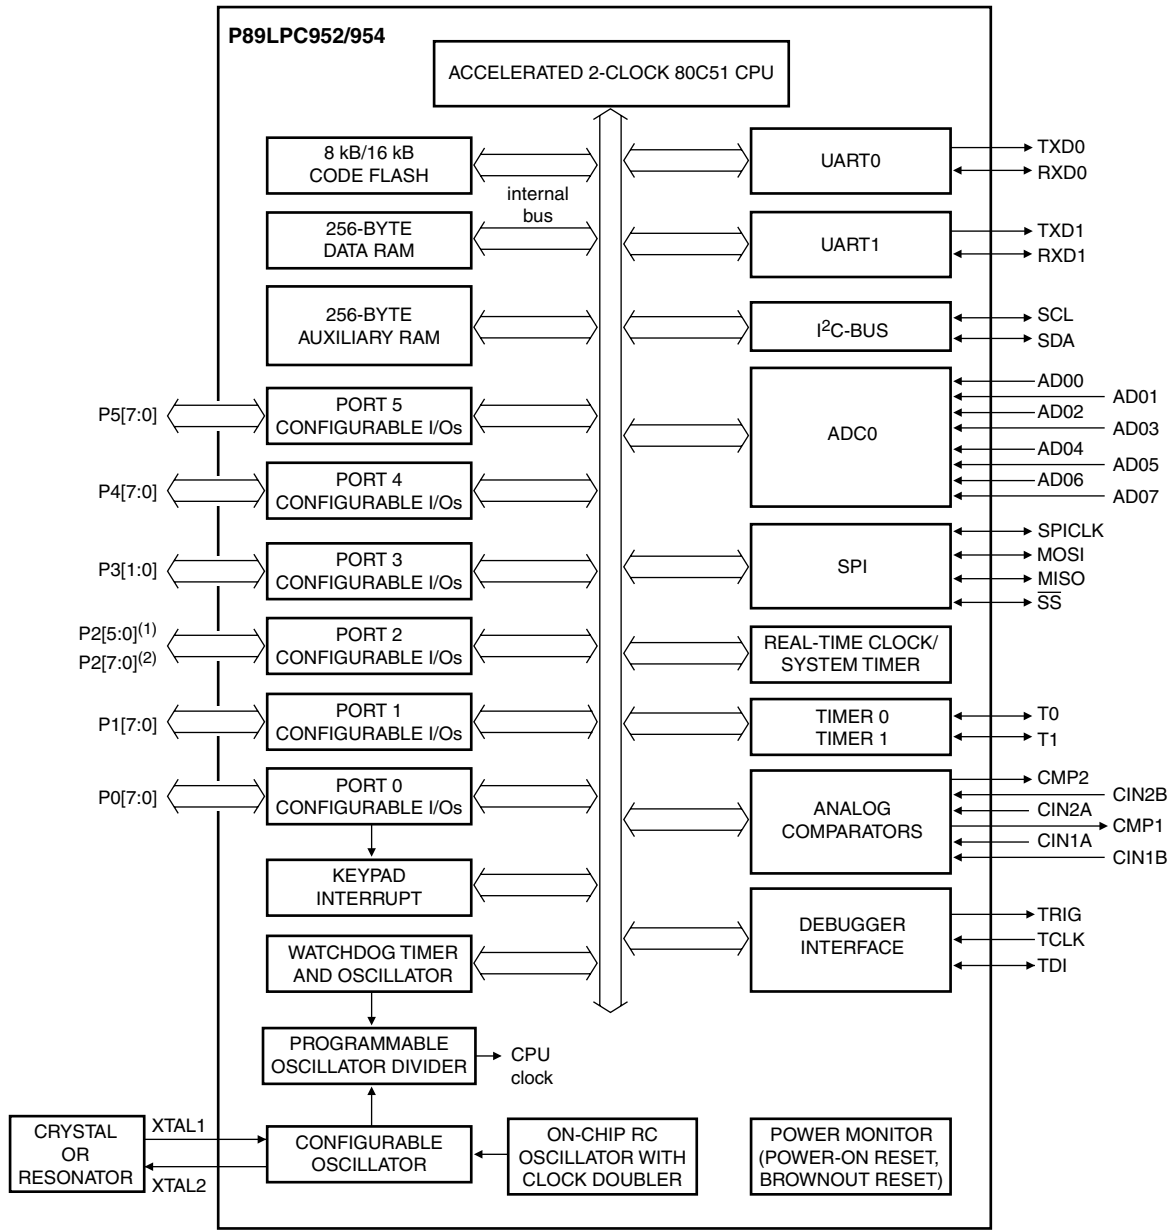 P89LPC952/954
ACCELERATED 2-CLOCK 80C51 CPU
8 kB/16 kB
CODE FLASH
internal
bus
256-BYTE
DATA RAM
256-BYTE
AUXILIARY RAM
P5[7:0]
PORT 5
CONFIGURABLE I/Os
P4[7:0]
PORT 4
CONFIGURABLE I/Os
P3[1:0]
PORT 3
CONFIGURABLE I/Os
P2[5:0](1)
P2[7:0](2)
PORT 2
CONFIGURABLE I/Os
P1[7:0]
PORT 1
CONFIGURABLE I/Os
P0[7:0]
PORT 0
CONFIGURABLE I/Os
KEYPAD
INTERRUPT
WATCHDOG TIMER
AND OSCILLATOR
PROGRAMMABLE
OSCILLATOR DIVIDER
CPU
clock
CRYSTAL
OR
RESONATOR
XTAL1
XTAL2
CONFIGURABLE
OSCILLATOR
ON-CHIP RC
OSCILLATOR WITH
CLOCK DOUBLER
UART0
TXD0
RXD0
UART1
TXD1
RXD1
I2C-BUS
SCL
SDA
ADC0
AD00
AD01
AD02
AD03
AD04
AD05
AD06
AD07
SPI
SPICLK
MOSI
MISO
SS
REAL-TIME CLOCK/
SYSTEM TIMER
TIMER 0
TIMER 1
T0
T1
ANALOG
COMPARATORS
CMP2
CIN2B
CIN2A
CMP1
CIN1A
CIN1B
DEBUGGER
INTERFACE
TRIG
TCLK
TDI
POWER MONITOR
(POWER-ON RESET,
BROWNOUT RESET)